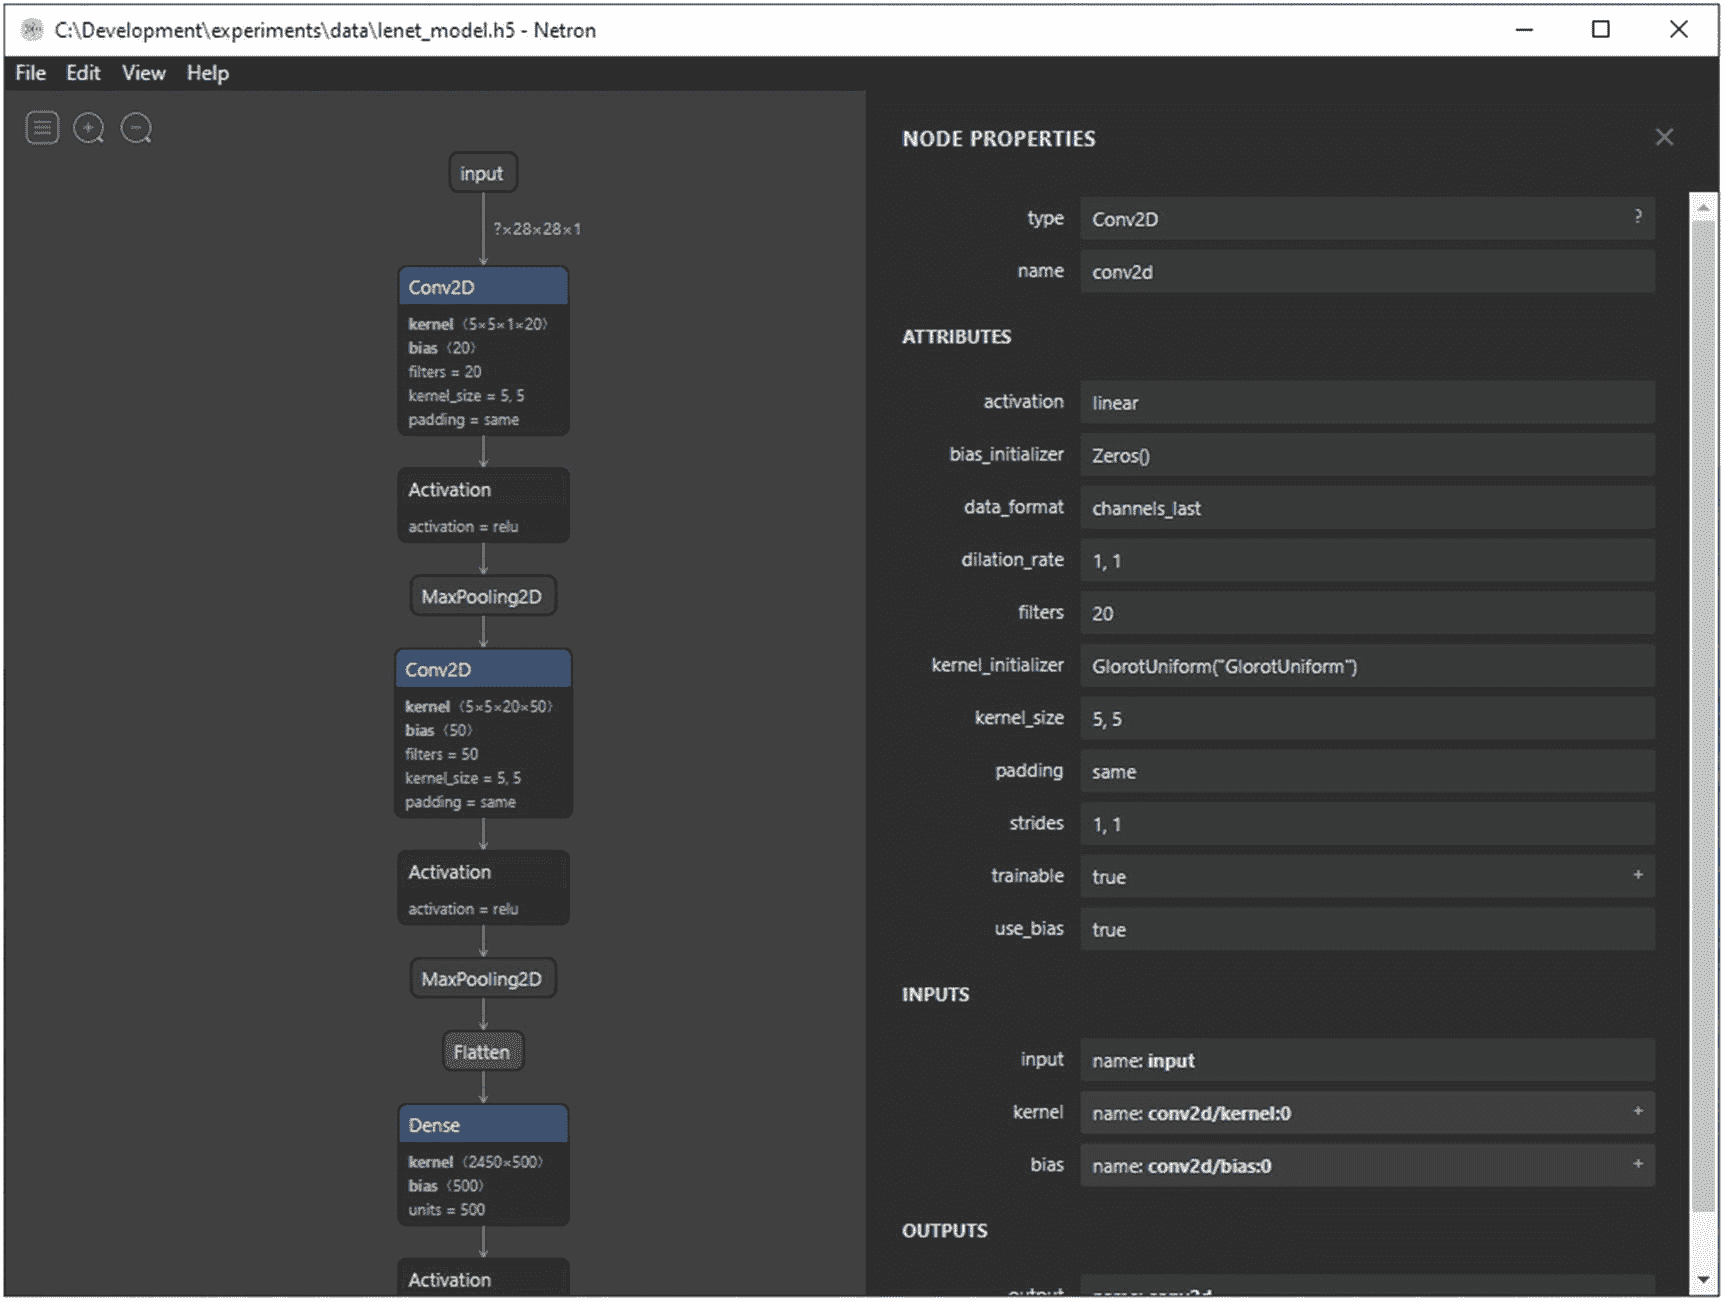 C:\Development\experiments\data\lenet_model.h5 - Netron
File Edit View Help
input
?×28×28×1
Conv2D
kernel ⟨5×5×1×20⟩
bias ⟨20⟩
filters = 20
kernel_size = 5, 5
padding = same
Activation
activation = relu
MaxPooling2D
Conv2D
kernel ⟨5×5×20×50⟩
bias ⟨50⟩
filters = 50
kernel_size = 5, 5
padding = same
Activation
activation = relu
MaxPooling2D
Flatten
Dense
kernel ⟨2450×500⟩
bias ⟨500⟩
units = 500
Activation
NODE PROPERTIES
type Conv2D ?
name conv2d
ATTRIBUTES
activation linear
bias_initializer Zeros()
data_format channels_last
dilation_rate 1, 1
filters 20
kernel_initializer GlorotUniform("GlorotUniform")
kernel_size 5, 5
padding same
strides 1, 1
trainable true +
use_bias true
INPUTS
input name: input
kernel name: conv2d/kernel:0 +
bias name: conv2d/bias:0 +
OUTPUTS
output name: conv2d